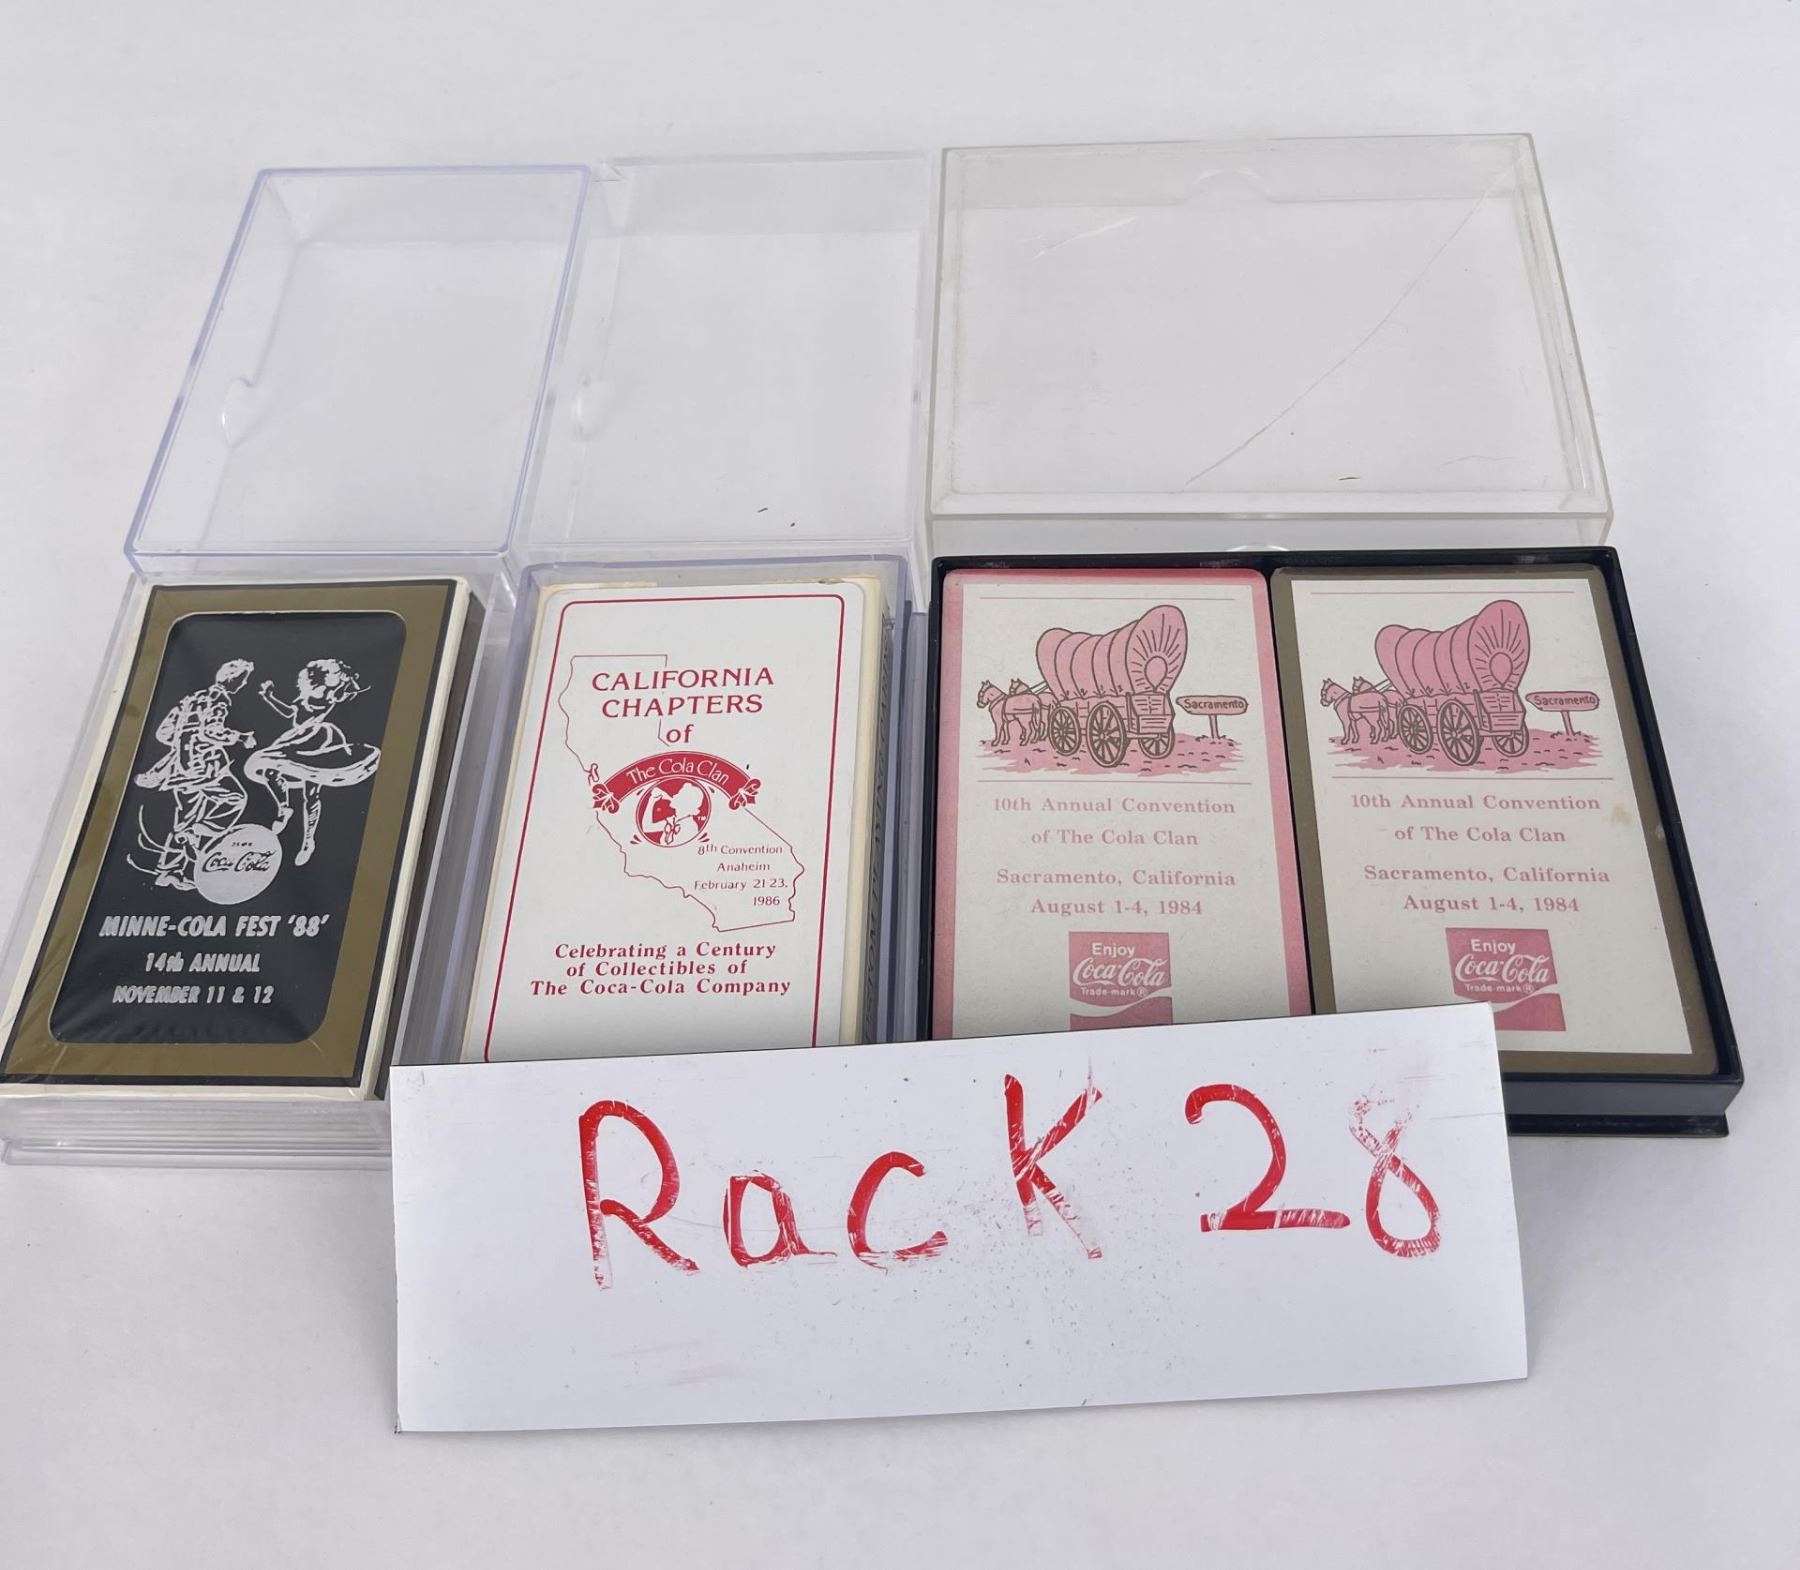 Coca-Cola
MINNE-COLA FEST '88'
14th ANNUAL
NOVEMBER 11 & 12
CALIFORNIA
CHAPTERS
of
The Cola Clan
8th Convention
Anaheim
February 21-23,
1986
Celebrating a Century
of Collectibles of
The Coca-Cola Company
Sacramento
10th Annual Convention
of The Cola Clan
Sacramento, California
August 1-4, 1984
Enjoy
Coca-Cola
Trade-mark®
Sacramento
10th Annual Convention
of The Cola Clan
Sacramento, California
August 1-4, 1984
Enjoy
Coca-Cola
Trade-mark®
Rack 28